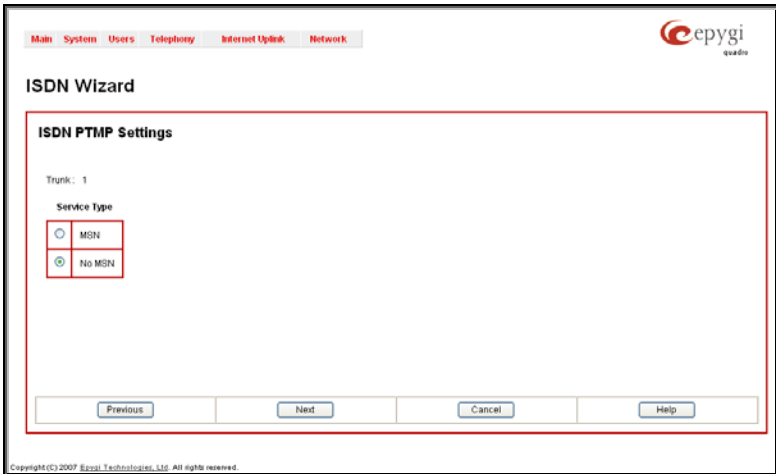 Main System Users Telephony Internet Uplink Network
epygi
quadro
ISDN Wizard
ISDN PTMP Settings
Trunk: 1
Service Type
MSN
No MSN
Previous Next Cancel Help
Copyright (C) 2007 Epygi Technologies, Ltd. All rights reserved.